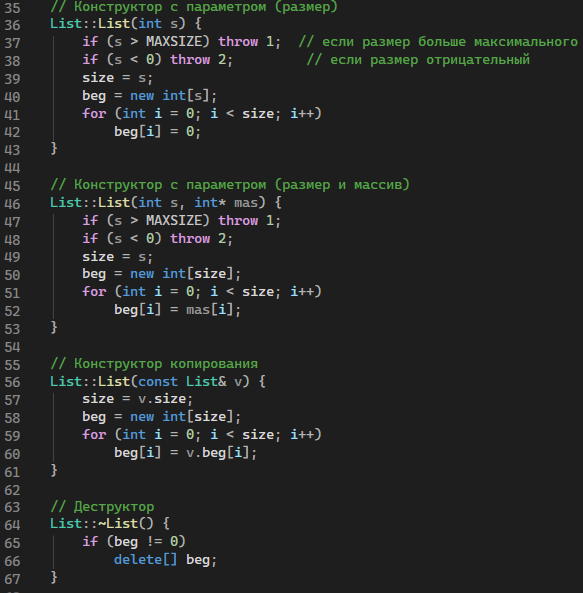 35 // Конструктор с параметром (размер)
36 List::List(int s) {
37     if (s > MAXSIZE) throw 1;  // если размер больше максимального
38     if (s < 0) throw 2;         // если размер отрицательный
39     size = s;
40     beg = new int[s];
41     for (int i = 0; i < size; i++)
42         beg[i] = 0;
43 }
44
45 // Конструктор с параметром (размер и массив)
46 List::List(int s, int* mas) {
47     if (s > MAXSIZE) throw 1;
48     if (s < 0) throw 2;
49     size = s;
50     beg = new int[size];
51     for (int i = 0; i < size; i++)
52         beg[i] = mas[i];
53 }
54
55 // Конструктор копирования
56 List::List(const List& v) {
57     size = v.size;
58     beg = new int[size];
59     for (int i = 0; i < size; i++)
60         beg[i] = v.beg[i];
61 }
62
63 // Деструктор
64 List::~List() {
65     if (beg != 0)
66         delete[] beg;
67 }